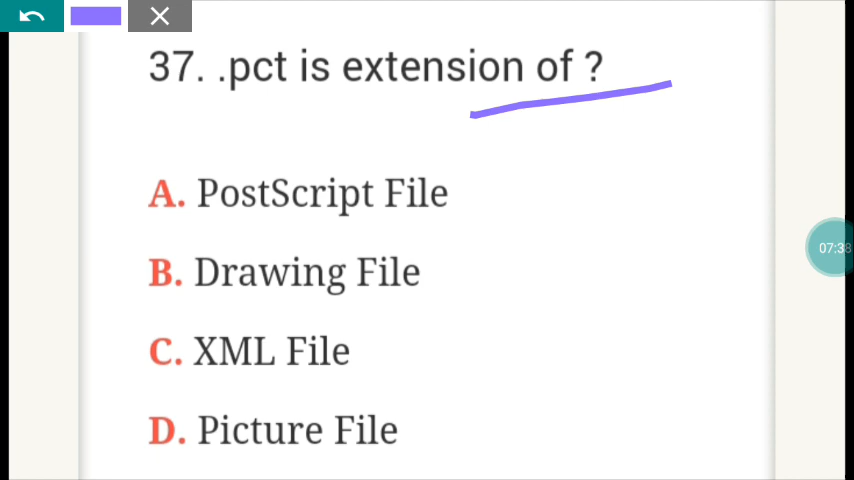 37. .pct is extension of ?
A. PostScript File
B. Drawing File
07:38
C. XML File
D. Picture File